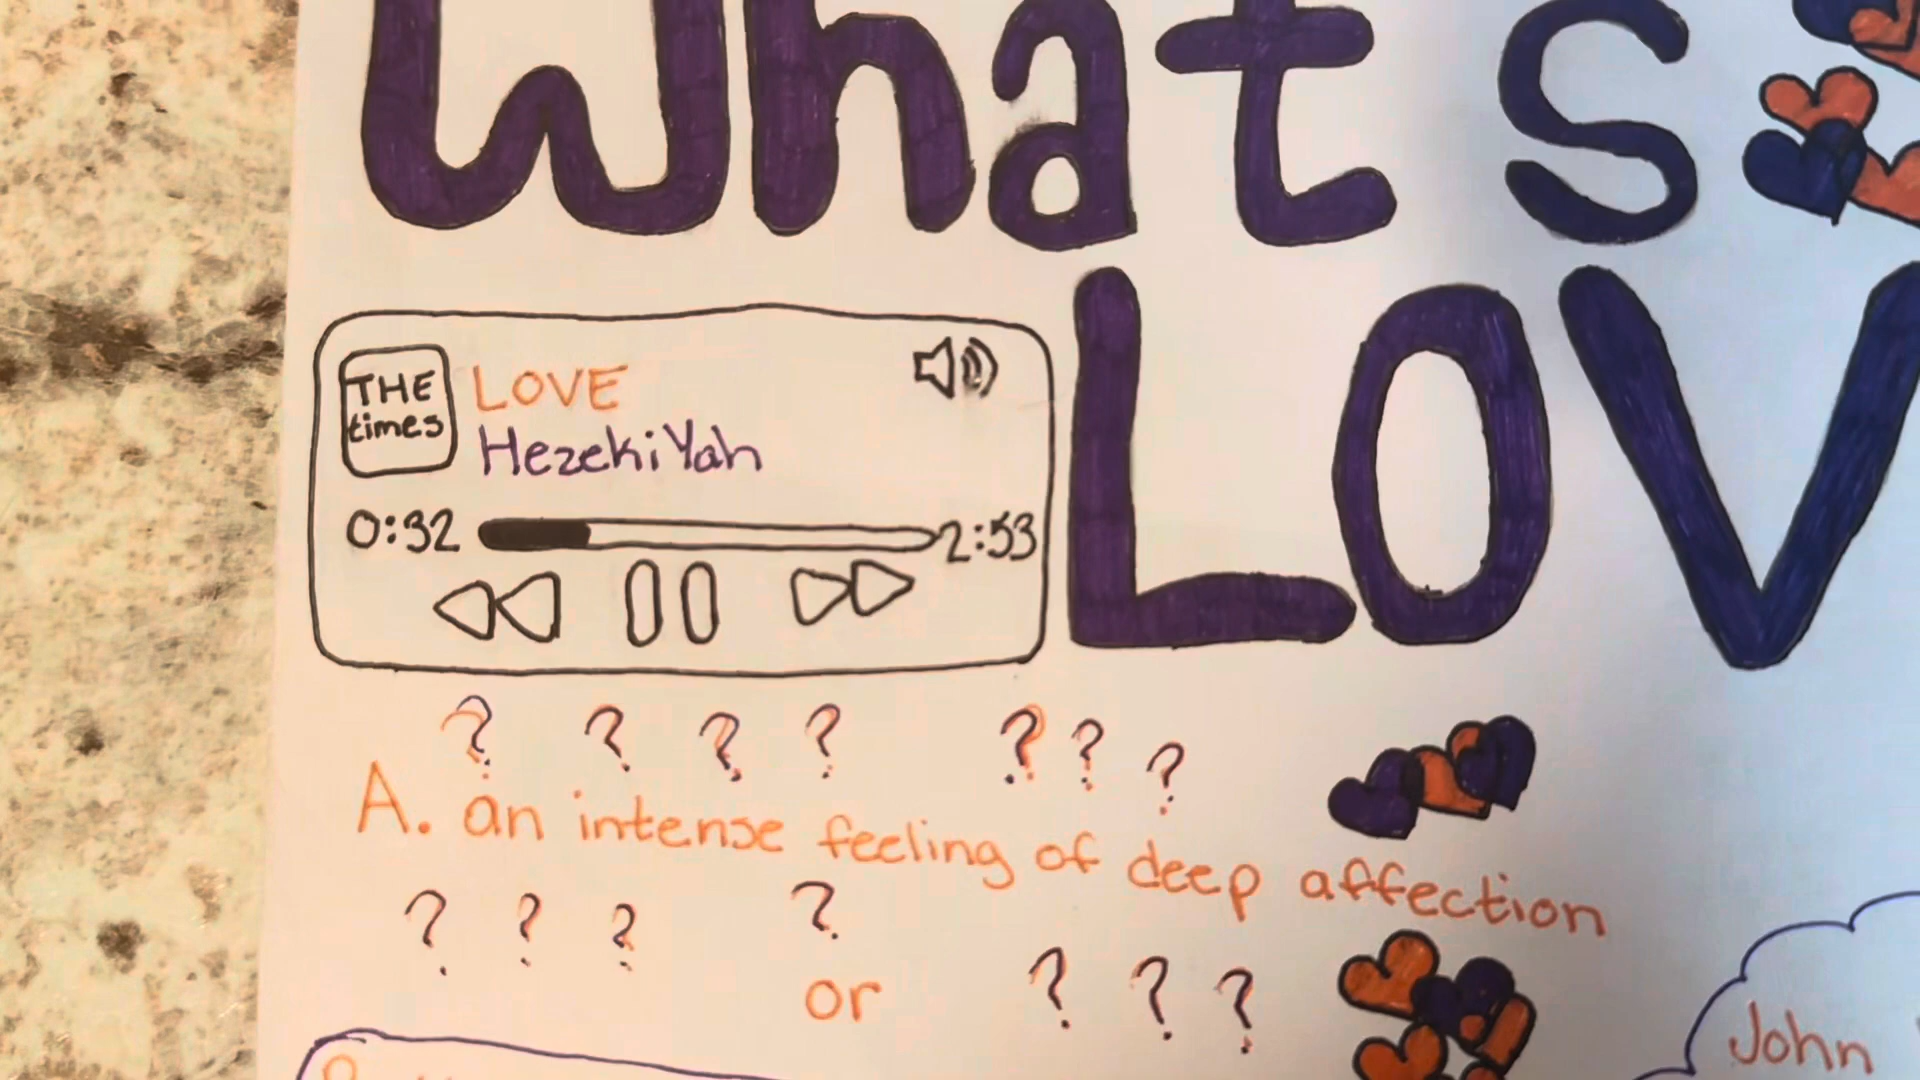 What's
LOV
THE
times
LOVE
HezekiYah
0:32
2:53
? ? ? ? ? ? ?
A. an intense feeling of deep affection
? ? ? ?
or
? ? ?
John